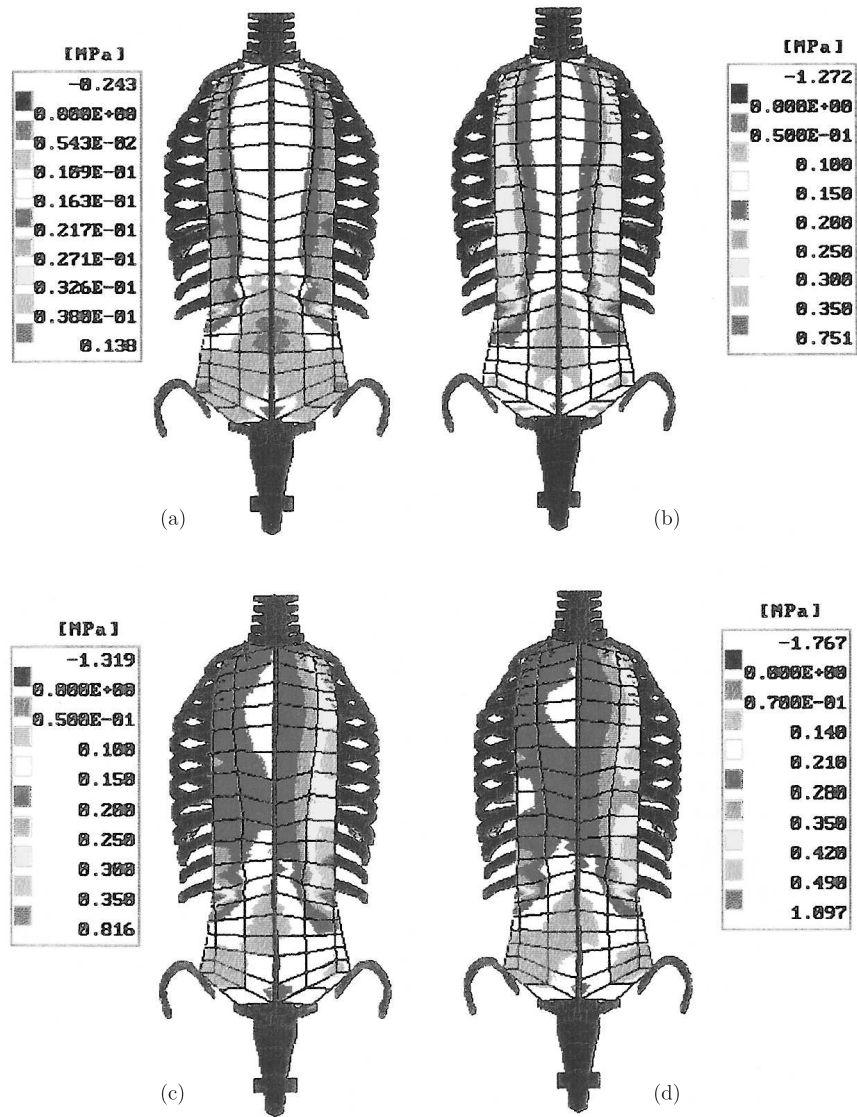 [MPa]
-0.243
0.000E+00
0.543E-02
0.109E-01
0.163E-01
0.217E-01
0.271E-01
0.326E-01
0.380E-01
0.138
(a)
[MPa]
-1.272
0.000E+00
0.500E-01
0.100
0.150
0.200
0.250
0.300
0.350
0.751
(b)
[MPa]
-1.319
0.000E+00
0.500E-01
0.100
0.150
0.200
0.250
0.300
0.350
0.816
(c)
[MPa]
-1.767
0.000E+00
0.700E-01
0.140
0.210
0.280
0.350
0.420
0.490
1.097
(d)